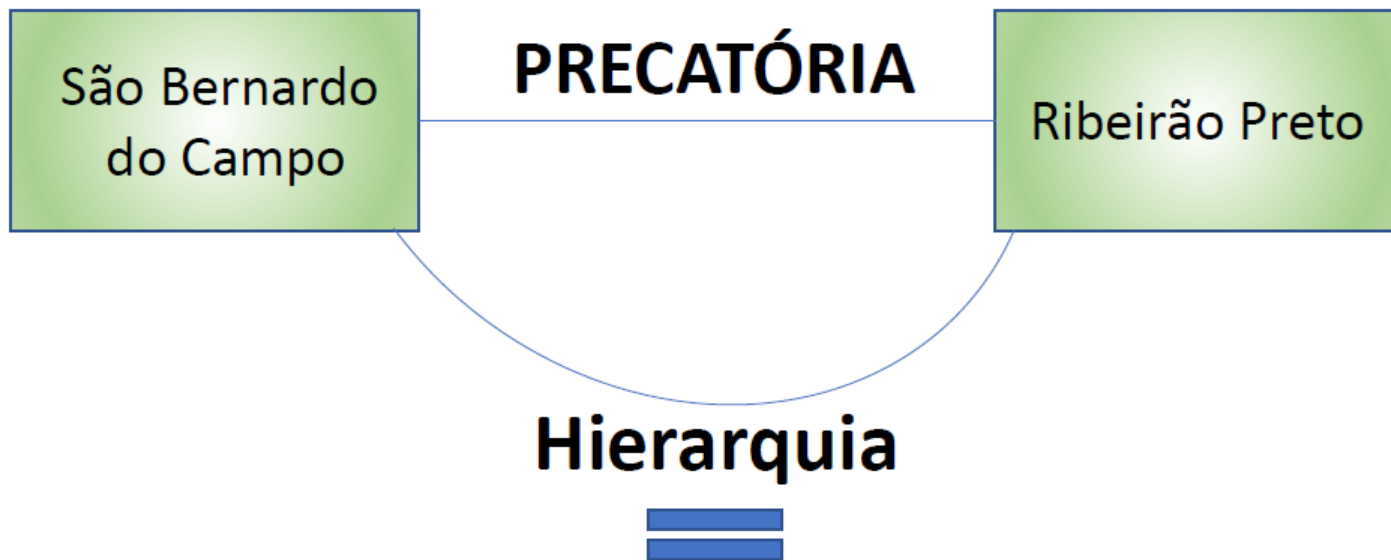 São Bernardo
do Campo
PRECATÓRIA
Ribeirão Preto
Hierarquia